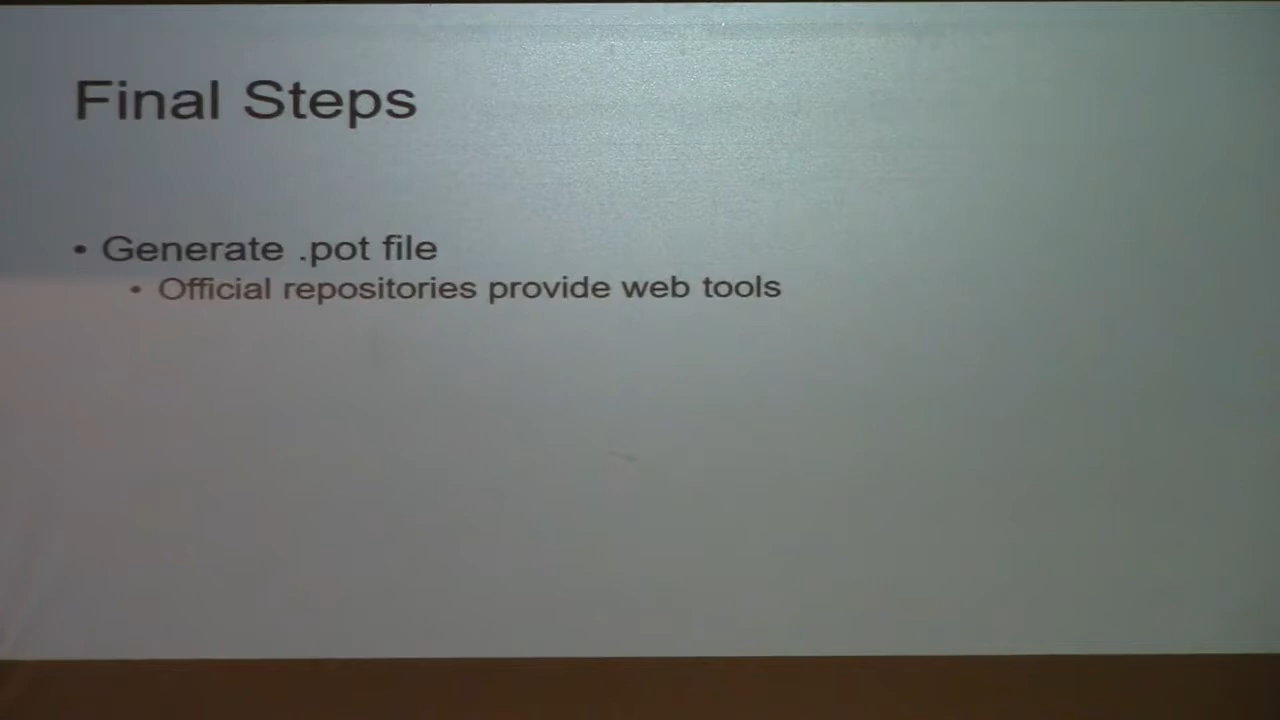 Final Steps
• Generate .pot file
• Official repositories provide web tools